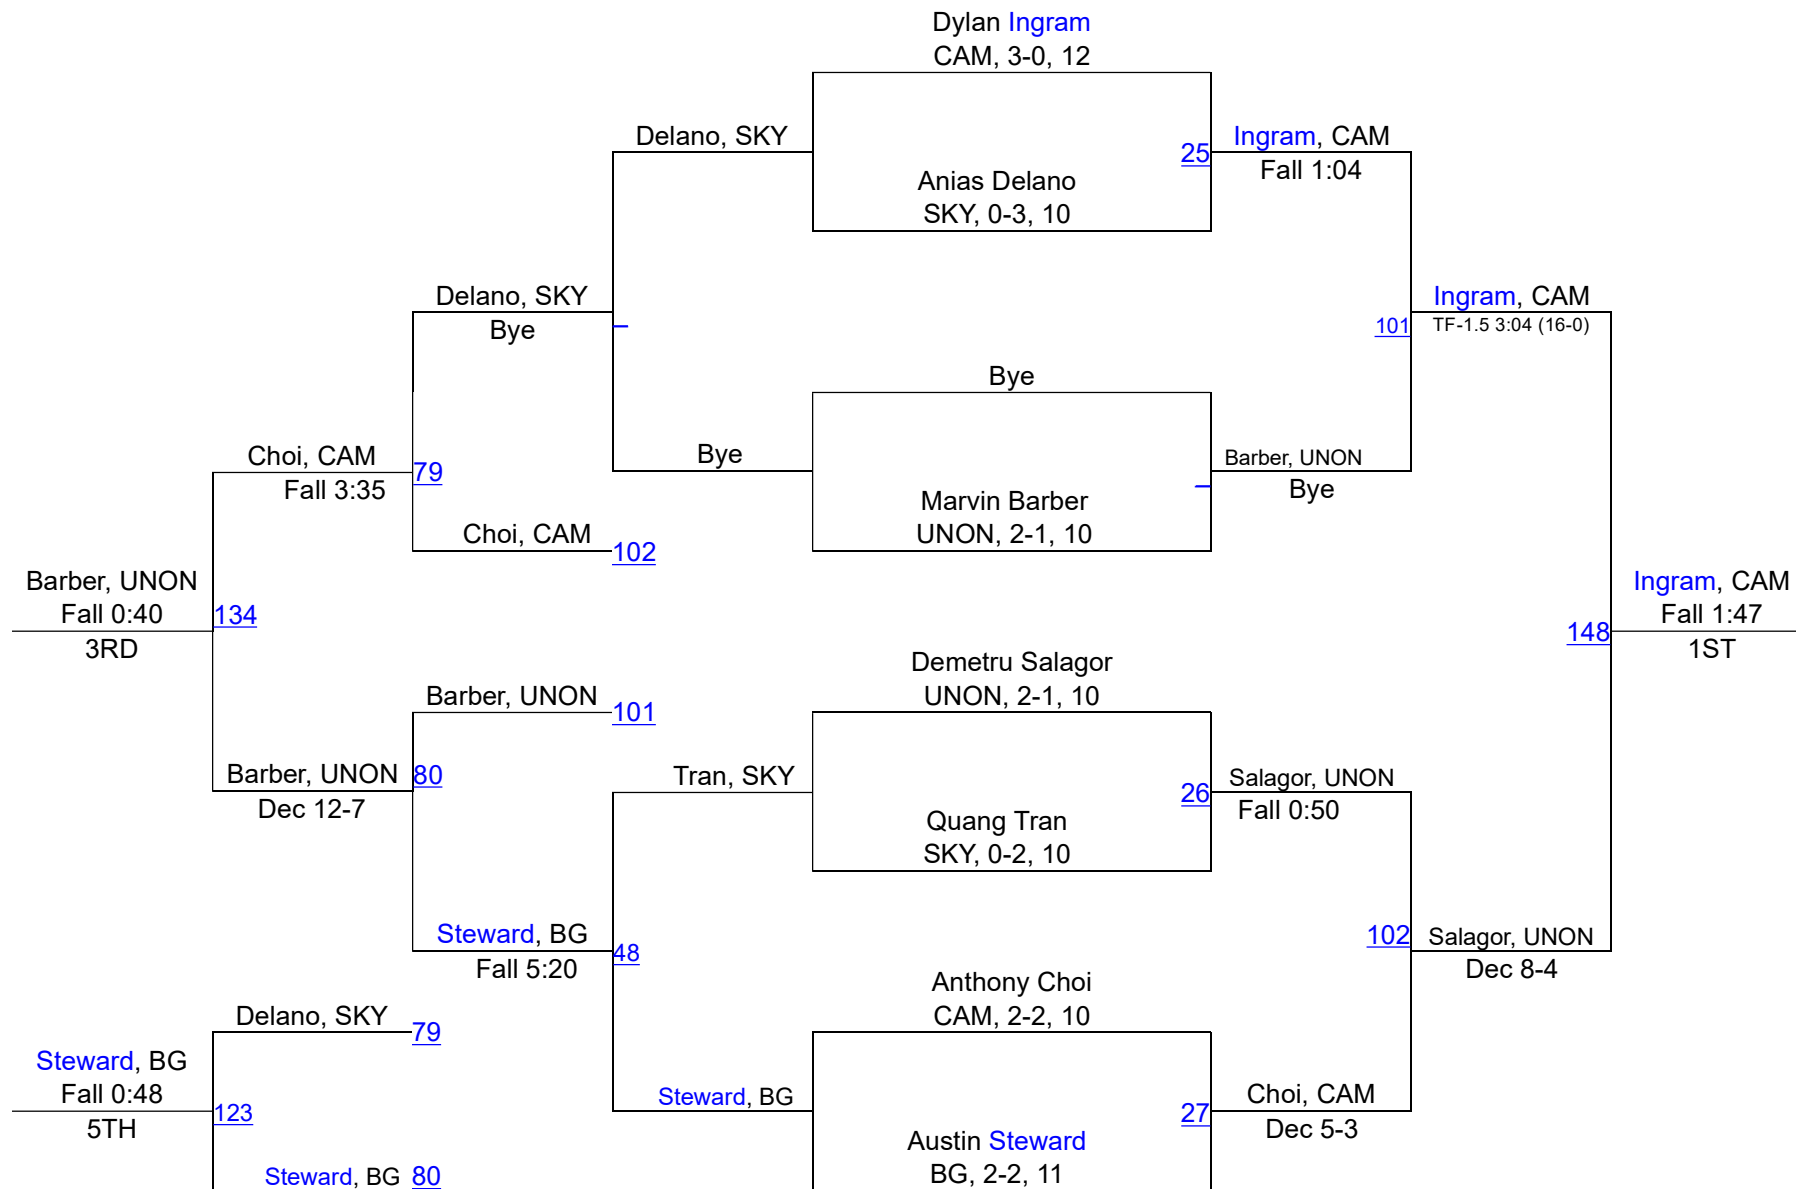 Dylan Ingram
CAM, 3-0, 12
Delano, SKY
25
Ingram, CAM
Fall 1:04
Anias Delano
SKY, 0-3, 10
Delano, SKY
Bye
Ingram, CAM
101
TF-1.5 3:04 (16-0)
Bye
Choi, CAM
Fall 3:35
79
Bye
Barber, UNON
Bye
Marvin Barber
UNON, 2-1, 10
Choi, CAM
102
Barber, UNON
Fall 0:40
3RD
134
Ingram, CAM
Fall 1:47
1ST
148
Demetru Salagor
UNON, 2-1, 10
Barber, UNON
101
Barber, UNON
Dec 12-7
80
Tran, SKY
26
Salagor, UNON
Fall 0:50
Quang Tran
SKY, 0-2, 10
Steward, BG
Fall 5:20
48
102
Salagor, UNON
Dec 8-4
Anthony Choi
CAM, 2-2, 10
Delano, SKY
79
Steward, BG
Fall 0:48
5TH
123
Steward, BG
27
Choi, CAM
Dec 5-3
Austin Steward
BG, 2-2, 11
Steward, BG
80